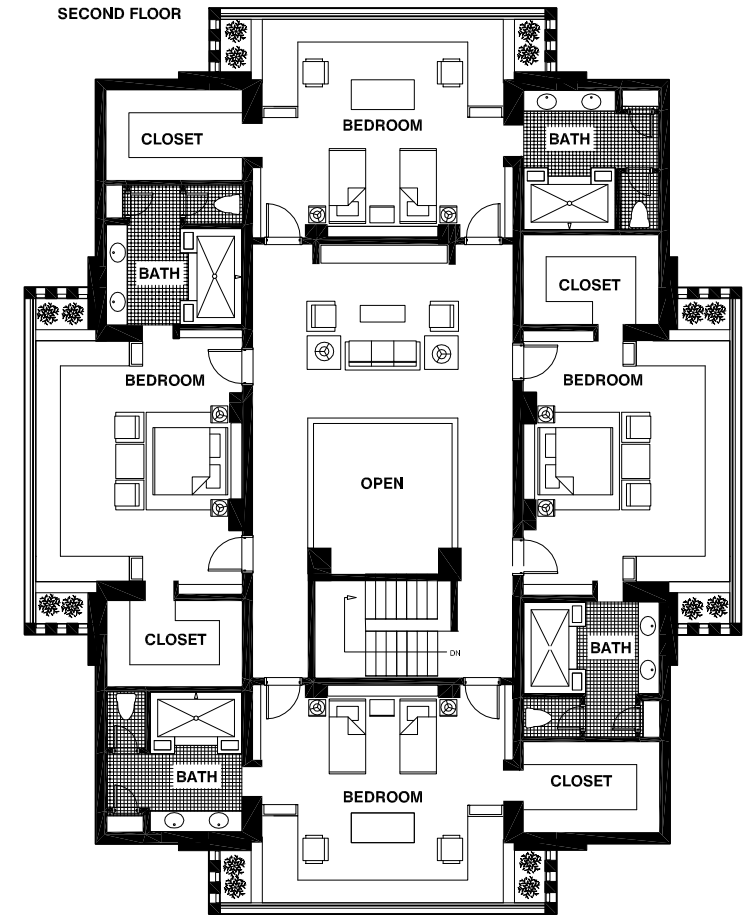 SECOND FLOOR
BEDROOM
CLOSET
BATH
BATH
CLOSET
BEDROOM
BEDROOM
OPEN
CLOSET
BATH
DN
BATH
CLOSET
BEDROOM